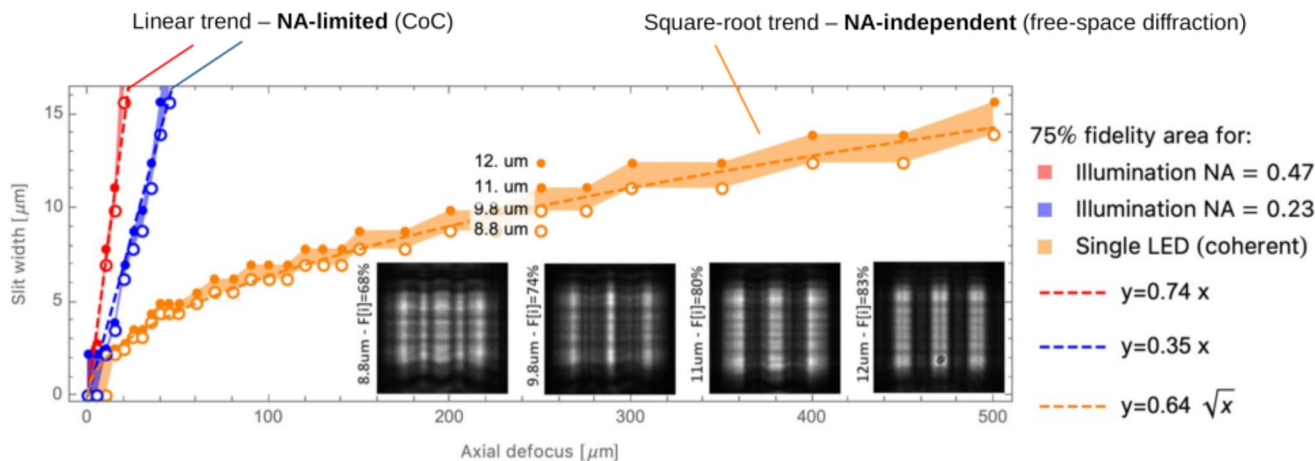 Linear trend – NA-limited (CoC)
Square-root trend – NA-independent (free-space diffraction)
Slit width [μm]
15
10
5
0
12. um
11. um
9.8 um
8.8 um
8.8um - F[i]=68%
9.8um - F[i]=74%
11um - F[i]=80%
12um - F[i]=83%
0
100
200
300
400
500
Axial defocus [μm]
75% fidelity area for:
Illumination NA = 0.47
Illumination NA = 0.23
Single LED (coherent)
y=0.74 x
y=0.35 x
y=0.64 √x